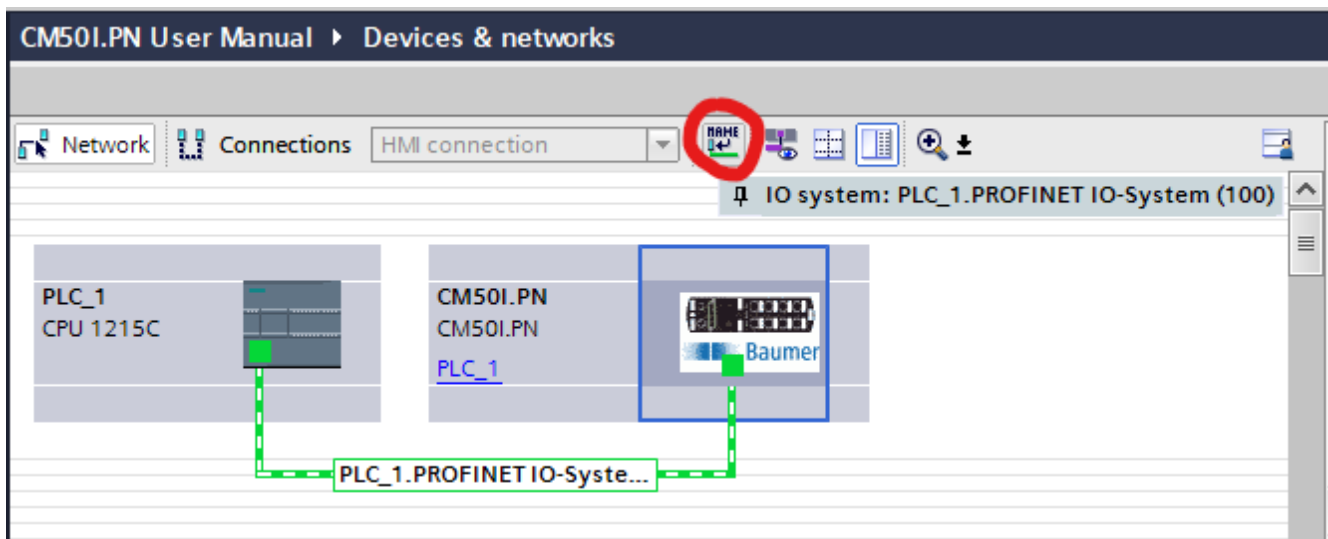 CM50I.PN User Manual ▸ Devices & networks
Network Connections HMI connection NAME
IO system: PLC_1.PROFINET IO-System (100)
PLC_1
CPU 1215C
CM50I.PN
CM50I.PN
PLC_1
Baumer
PLC_1.PROFINET IO-Syste...